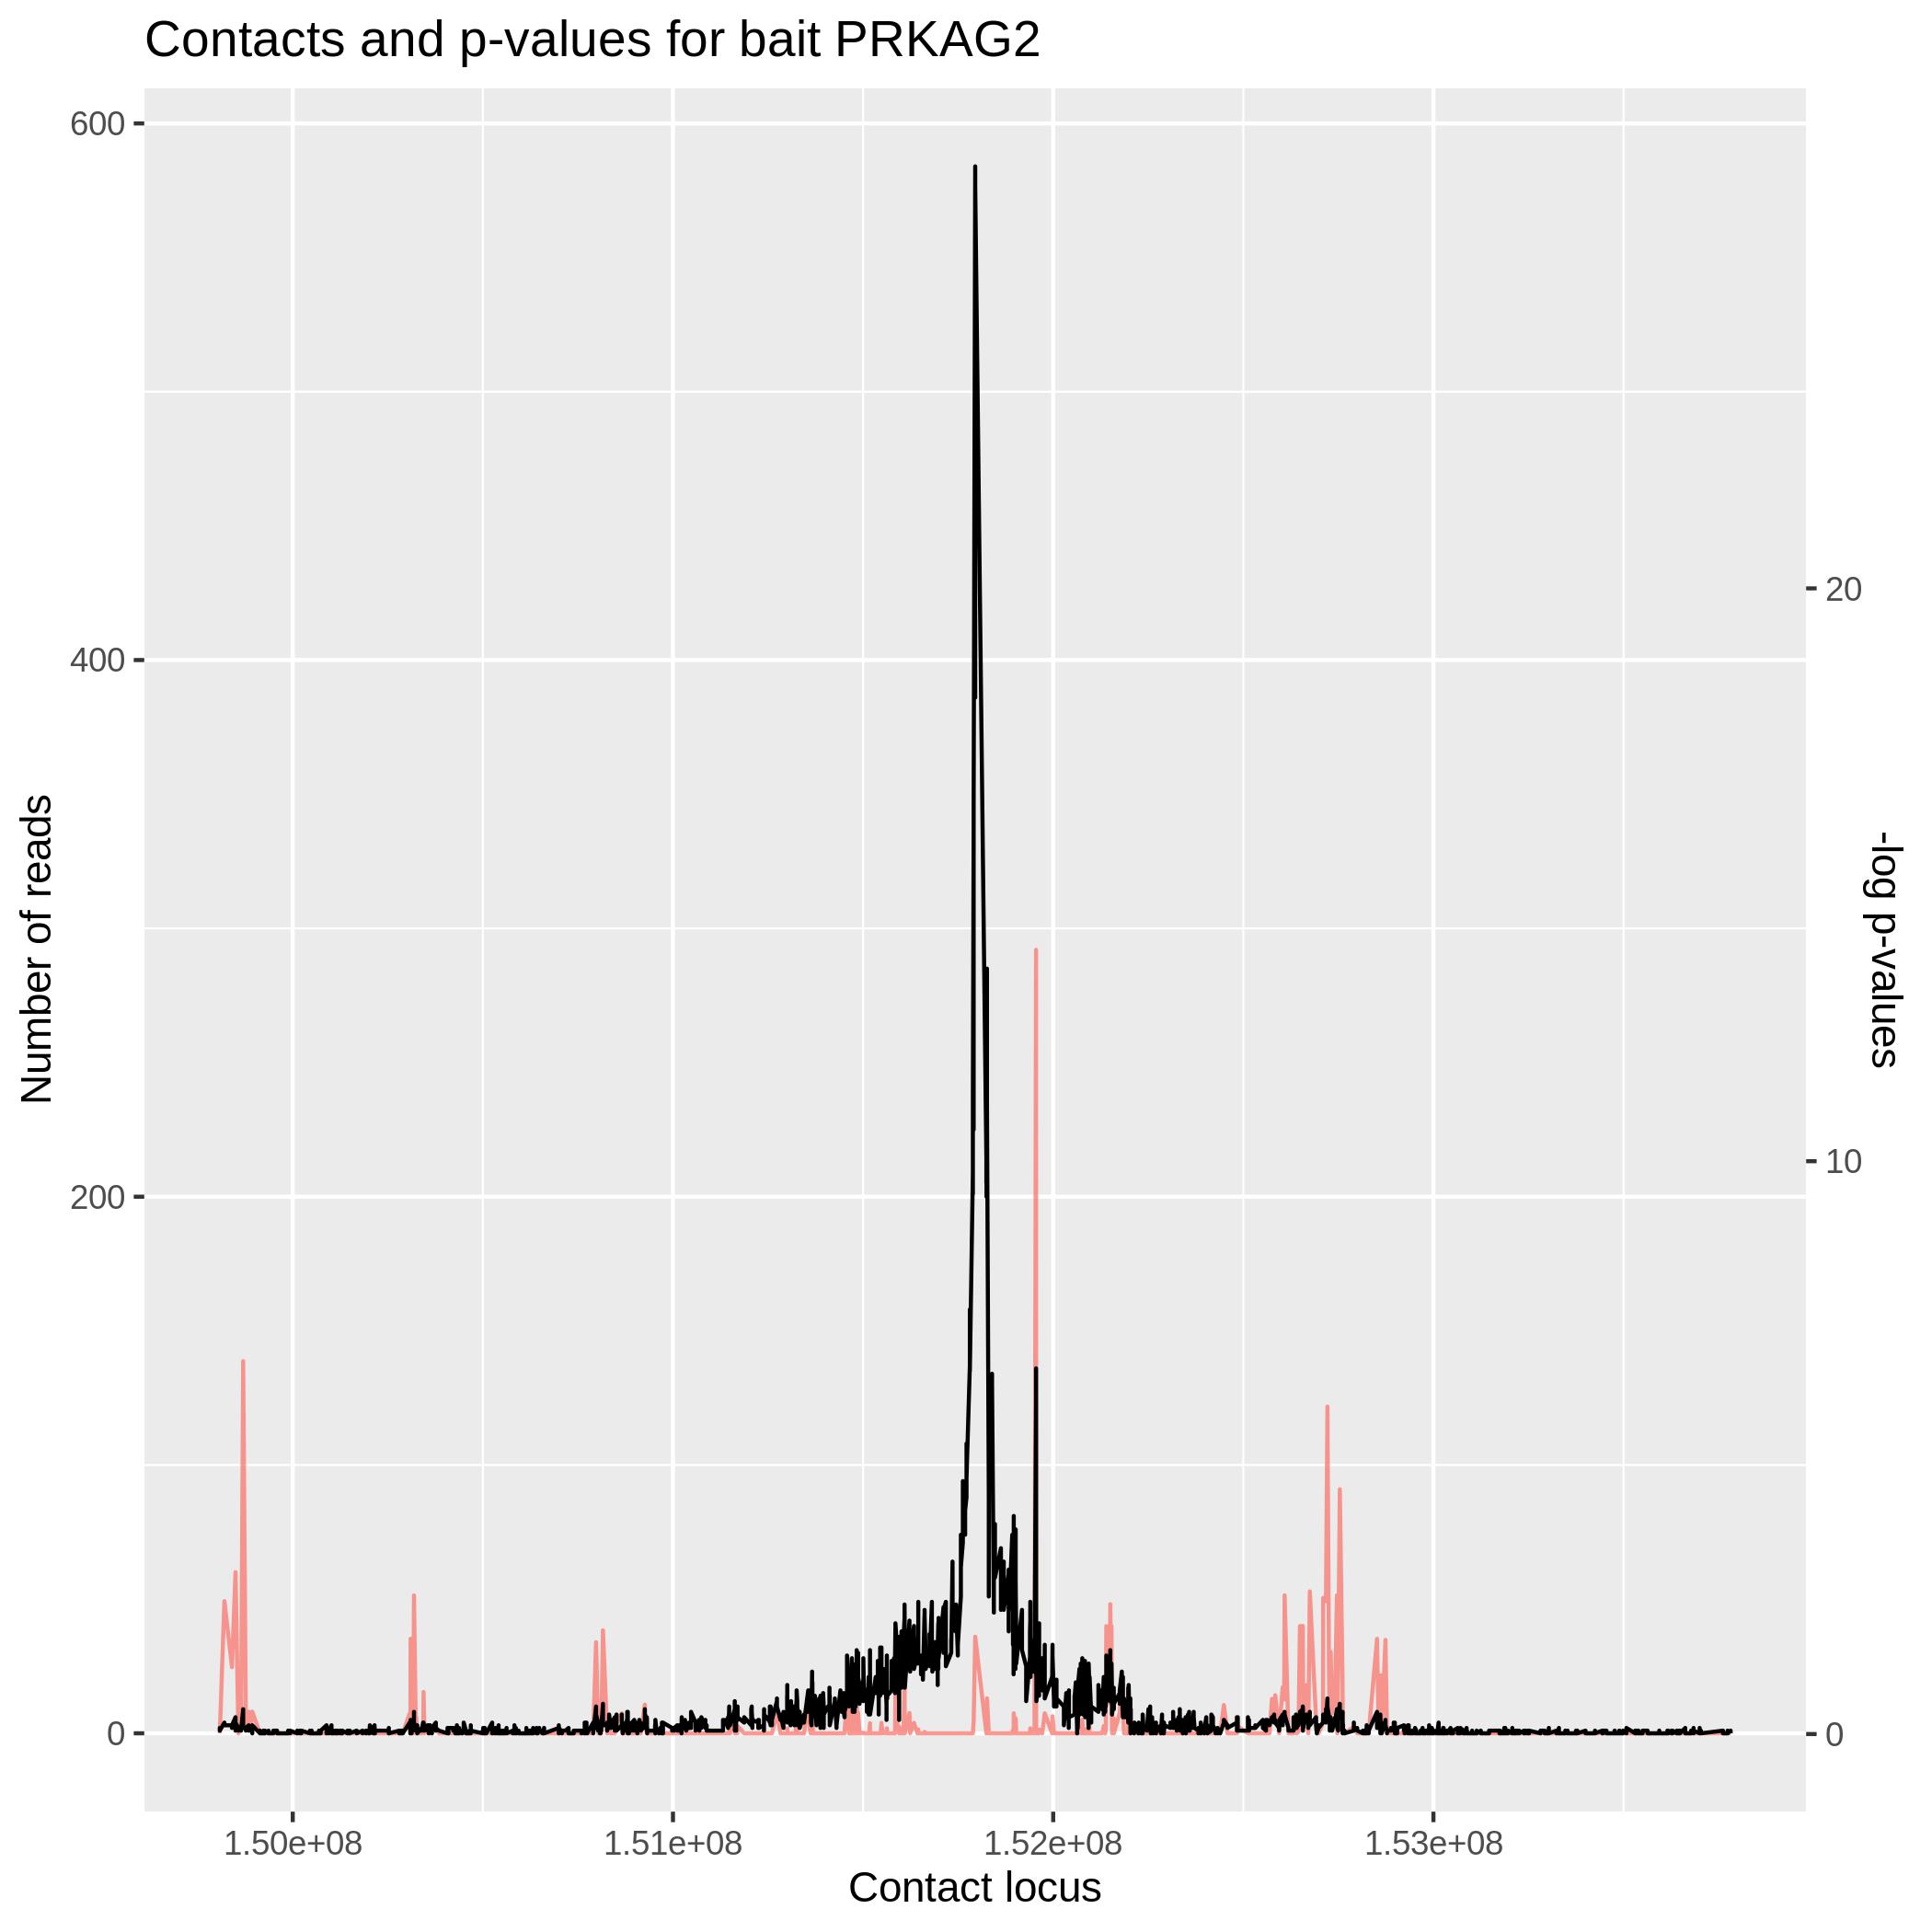 Contacts and p-values for bait PRKAG2
600
400
200
0
20
10
0
Number of reads
-log p-values
1.50e+08
1.51e+08
1.52e+08
1.53e+08
Contact locus